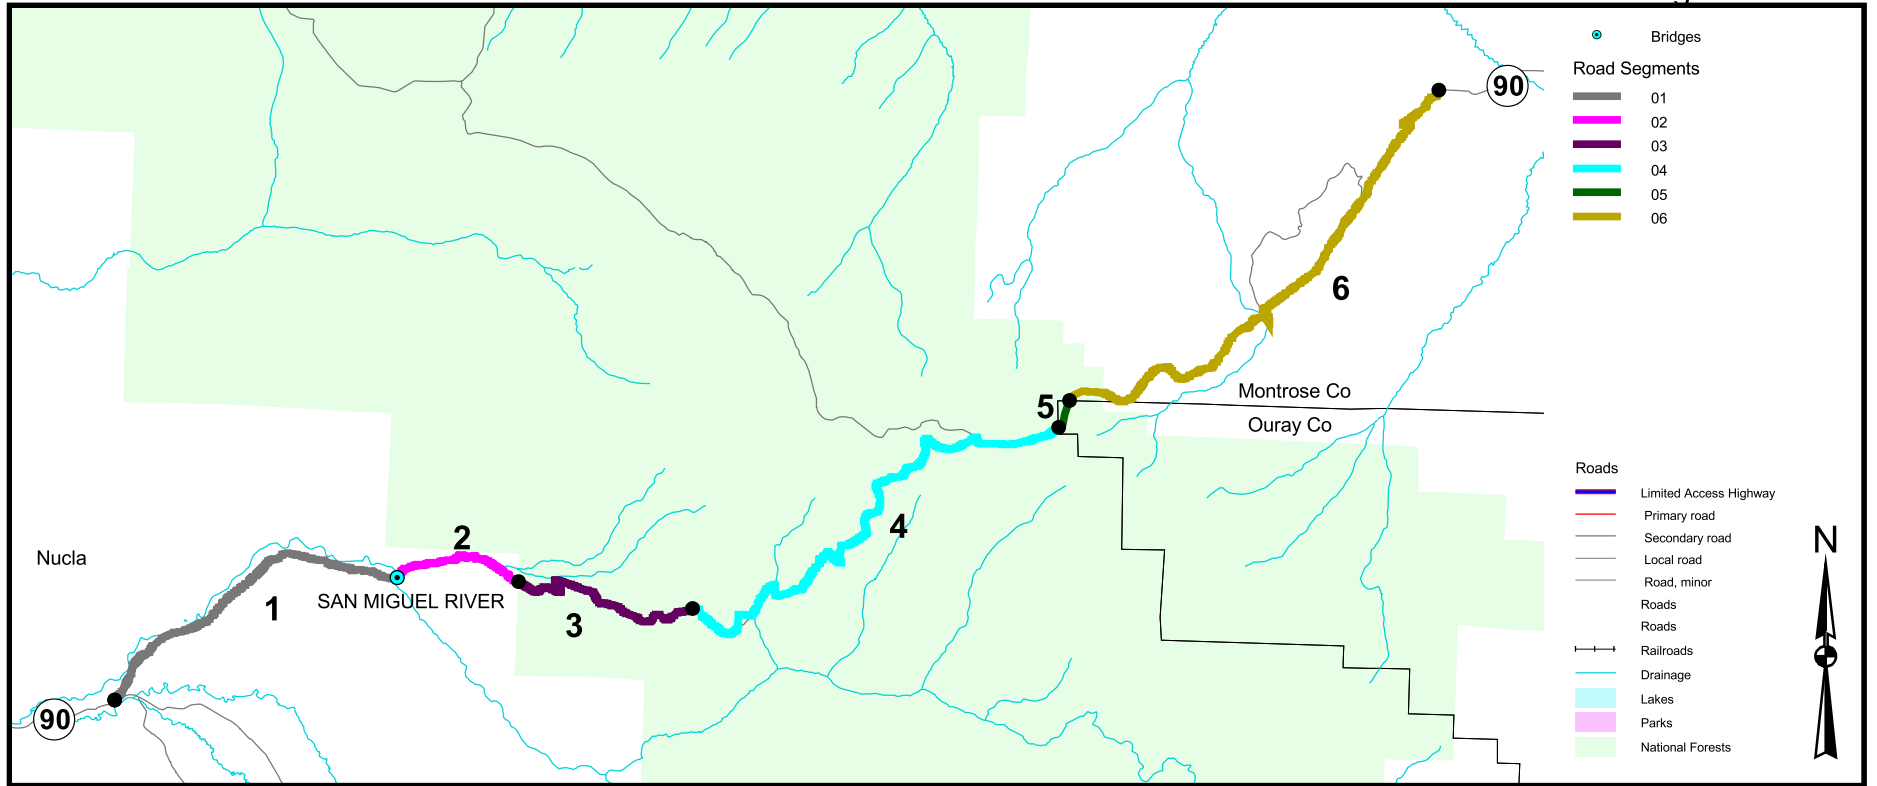 Bridges
Road Segments
01
02
03
04
05
06
90
6
Montrose Co
5
Ouray Co
4
2
Nucla
1
SAN MIGUEL RIVER
3
90
Roads
Limited Access Highway
Primary road
Secondary road
Local road
Road, minor
Roads
Roads
Railroads
Drainage
Lakes
Parks
National Forests
N